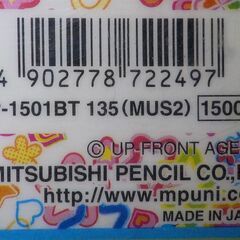 4 902778 722497
-1501BT 135 (MUS2) 1500
© UP-FRONT AGE
MITSUBISHI PENCIL CO.,
http://www.mpuni.co
MADE IN JA